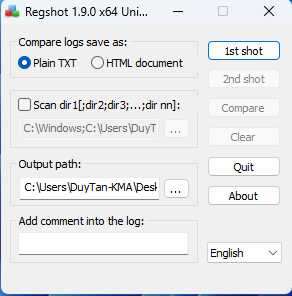 Regshot 1.9.0 x64 Uni...
Compare logs save as:
Plain TXT
HTML document
1st shot
2nd shot
Scan dir1[;dir2;dir3;...;dir nn]:
Compare
C:\Windows;C:\Users\DuyT
...
Clear
Output path:
Quit
C:\Users\DuyTan-KMA\Desk
...
About
Add comment into the log:
English